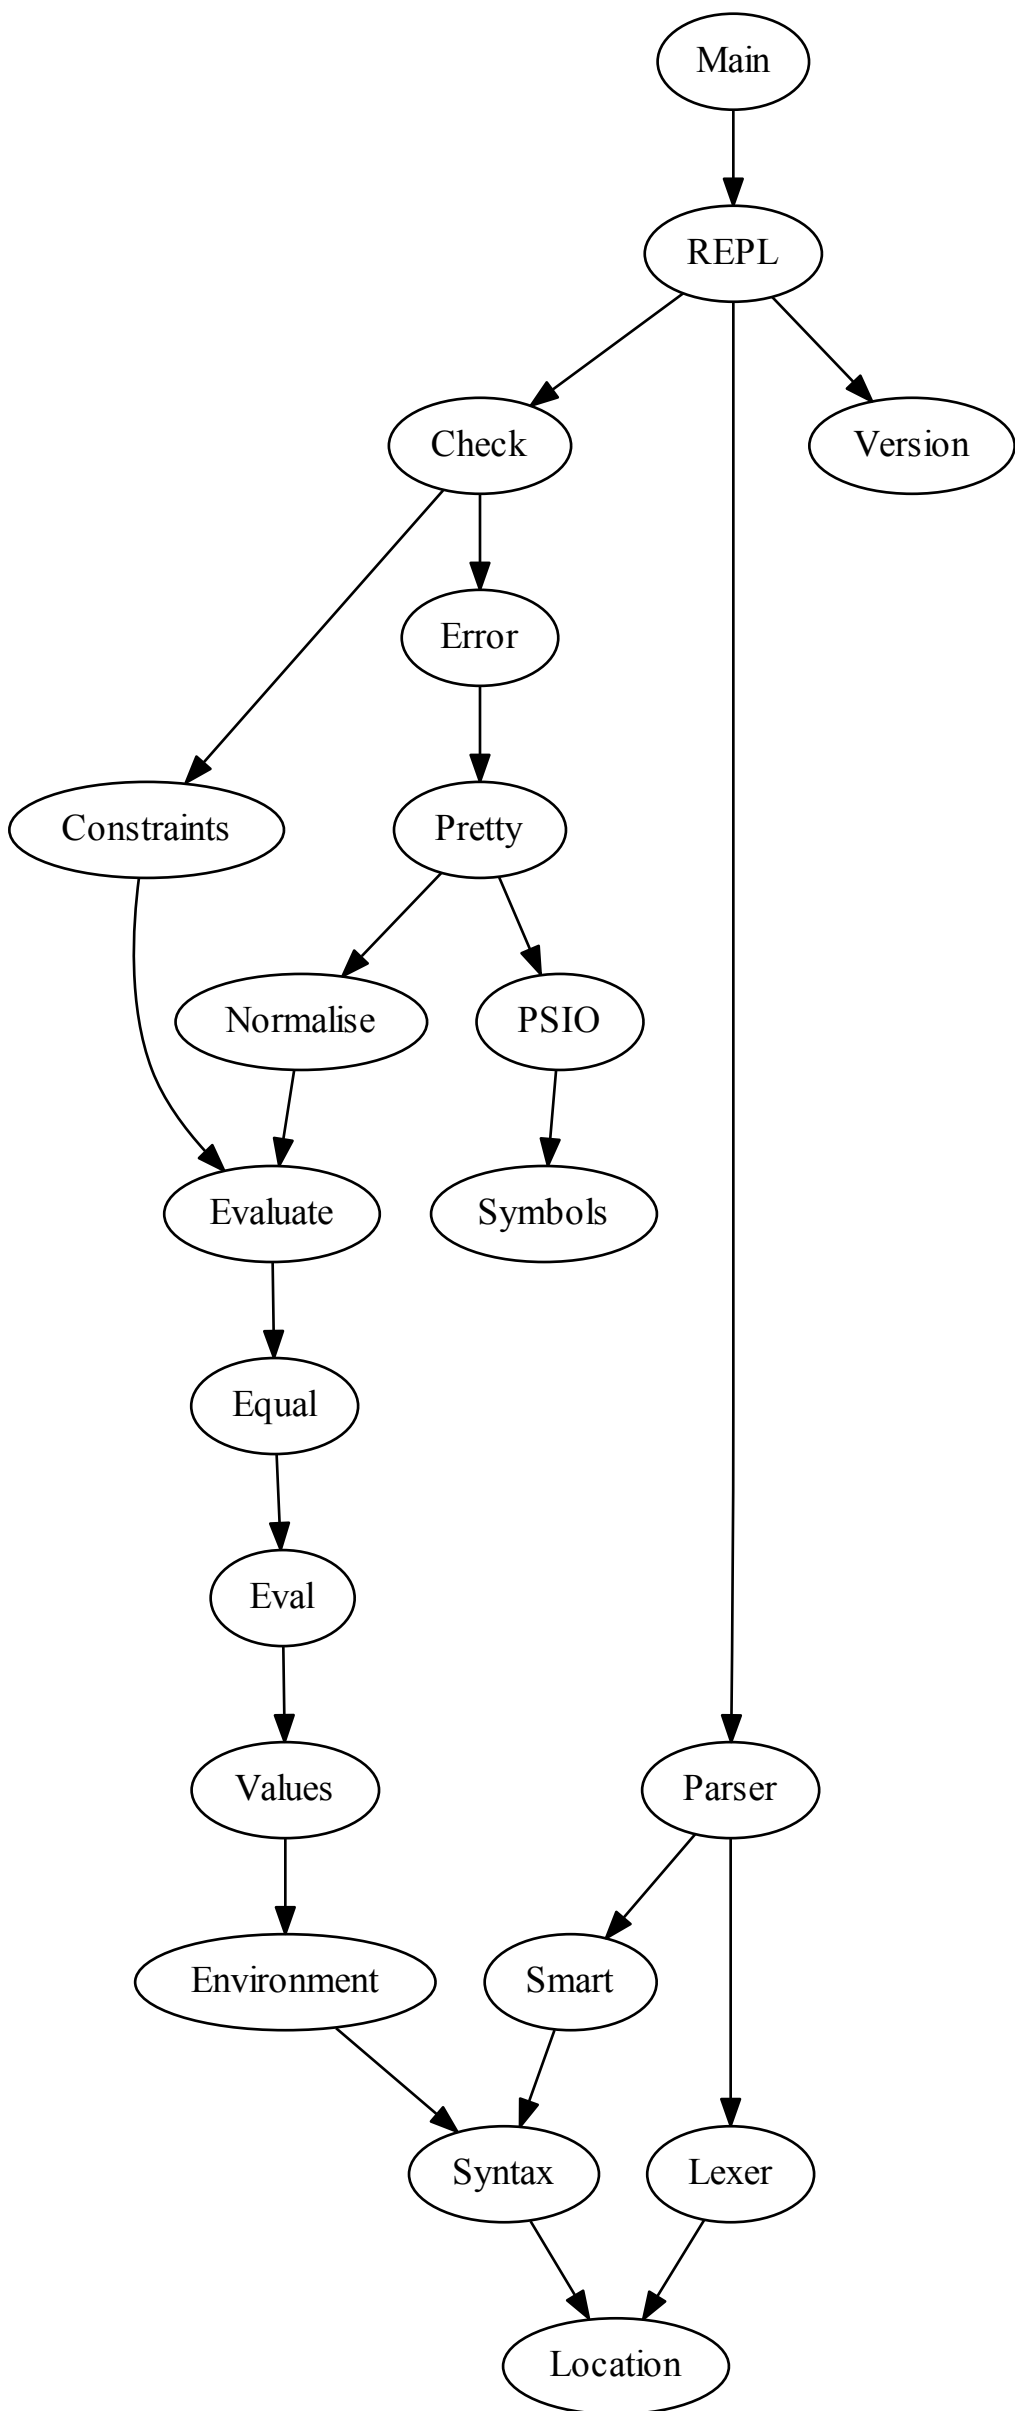 Main
REPL
Check
Version
Error
Constraints
Pretty
Normalise
PSIO
Evaluate
Symbols
Equal
Eval
Values
Parser
Environment
Smart
Syntax
Lexer
Location